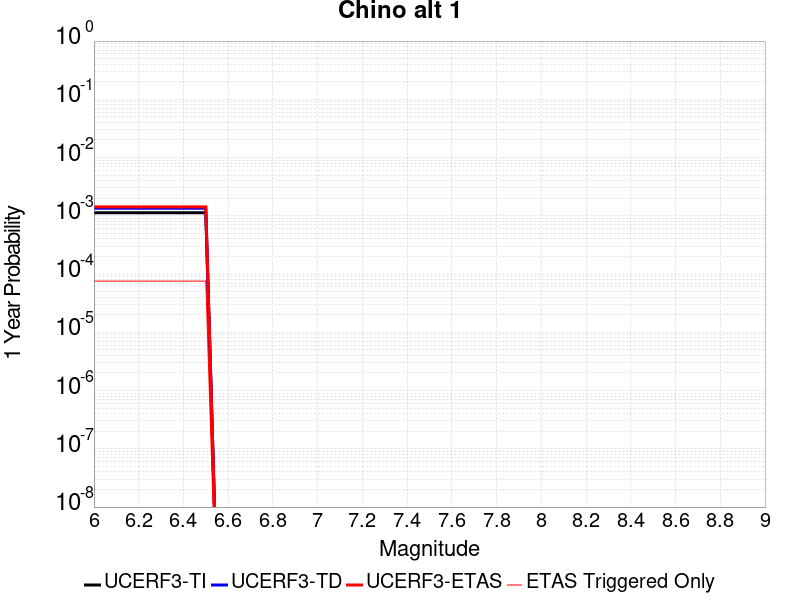 Chino alt 1
1 Year Probability
10^0
10^-1
10^-2
10^-3
10^-4
10^-5
10^-6
10^-7
10^-8
6 6.2 6.4 6.6 6.8 7 7.2 7.4 7.6 7.8 8 8.2 8.4 8.6 8.8 9
Magnitude
UCERF3-TI UCERF3-TD UCERF3-ETAS ETAS Triggered Only